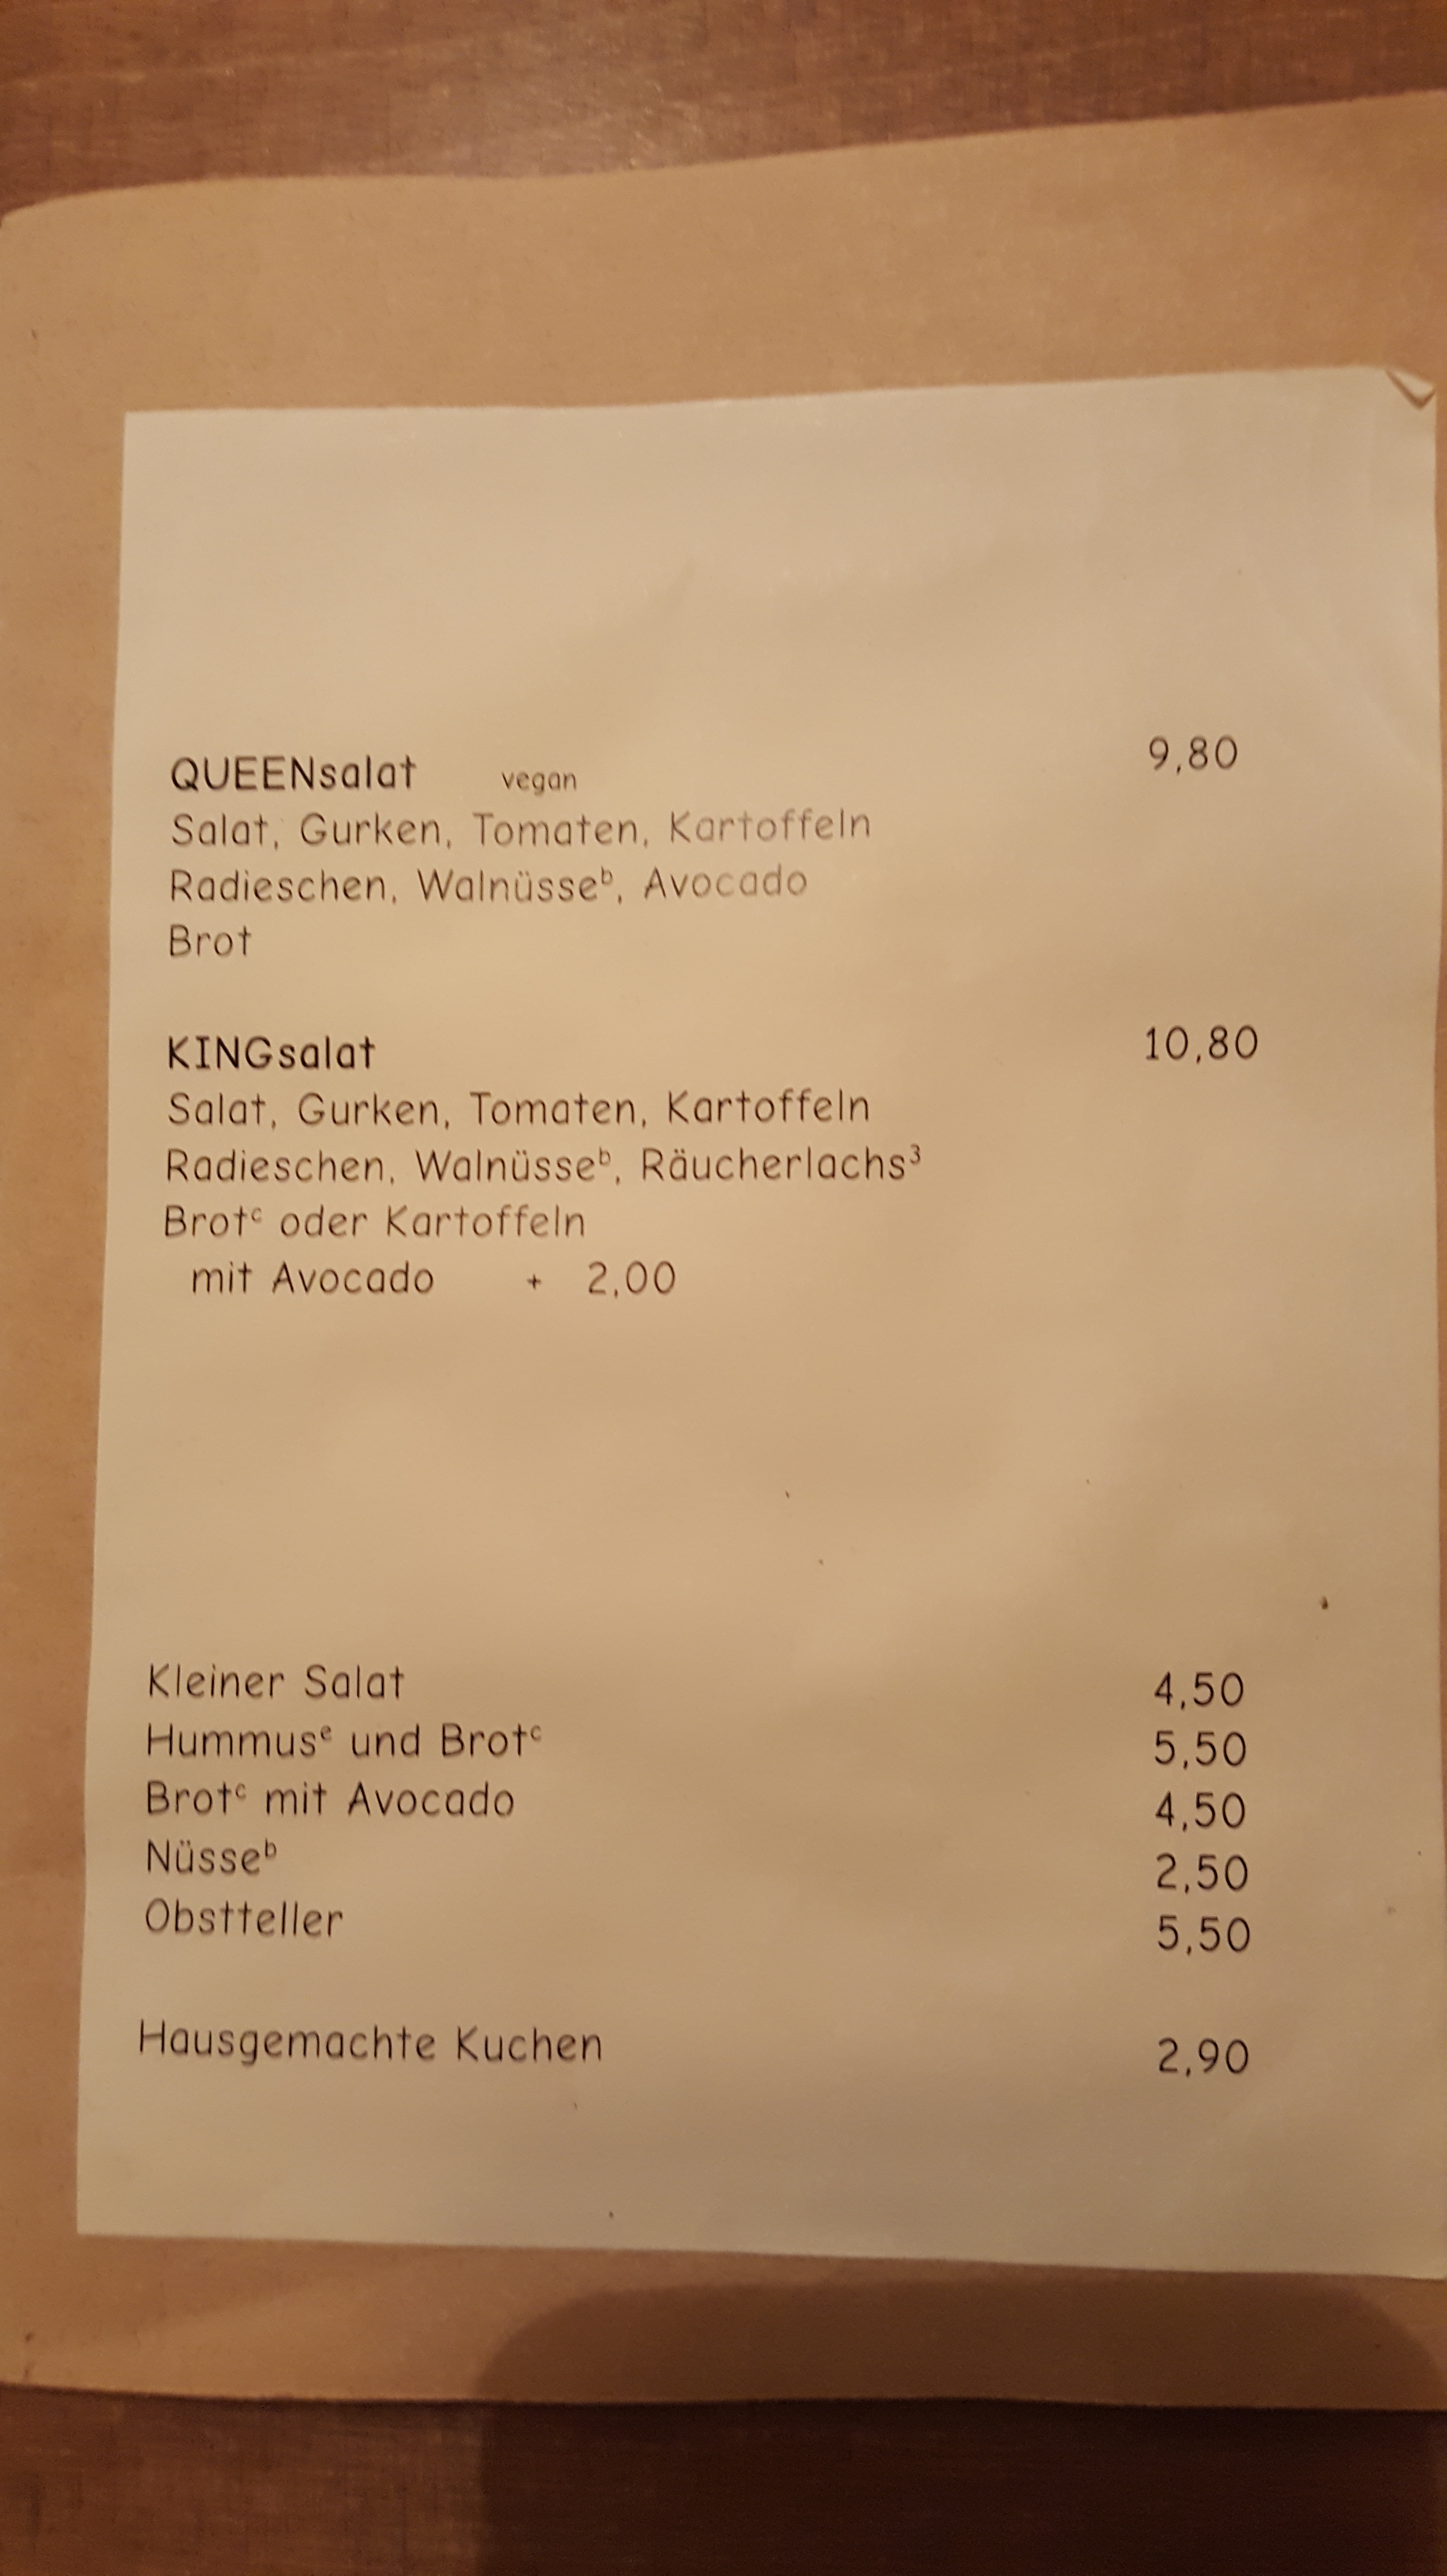 QUEENsalat vegan 9,80
Salat, Gurken, Tomaten, Kartoffeln
Radieschen, Walnüsseᵇ, Avocado
Brot
KINGsalat 10,80
Salat, Gurken, Tomaten, Kartoffeln
Radieschen, Walnüsseᵇ, Räucherlachs³
Brotᶜ oder Kartoffeln
mit Avocado + 2,00
Kleiner Salat 4,50
Hummusᵉ und Brotᶜ 5,50
Brotᶜ mit Avocado 4,50
Nüsseᵇ 2,50
Obstteller 5,50
Hausgemachte Kuchen 2,90